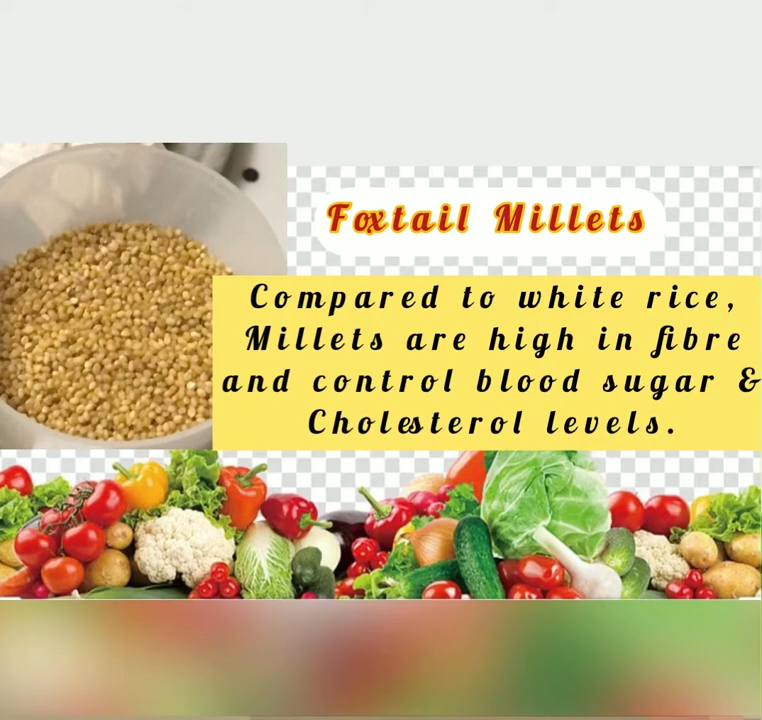 Foxtail Millets
Compared to white rice,
Millets are high in fibre
and control blood sugar &
Cholesterol levels.